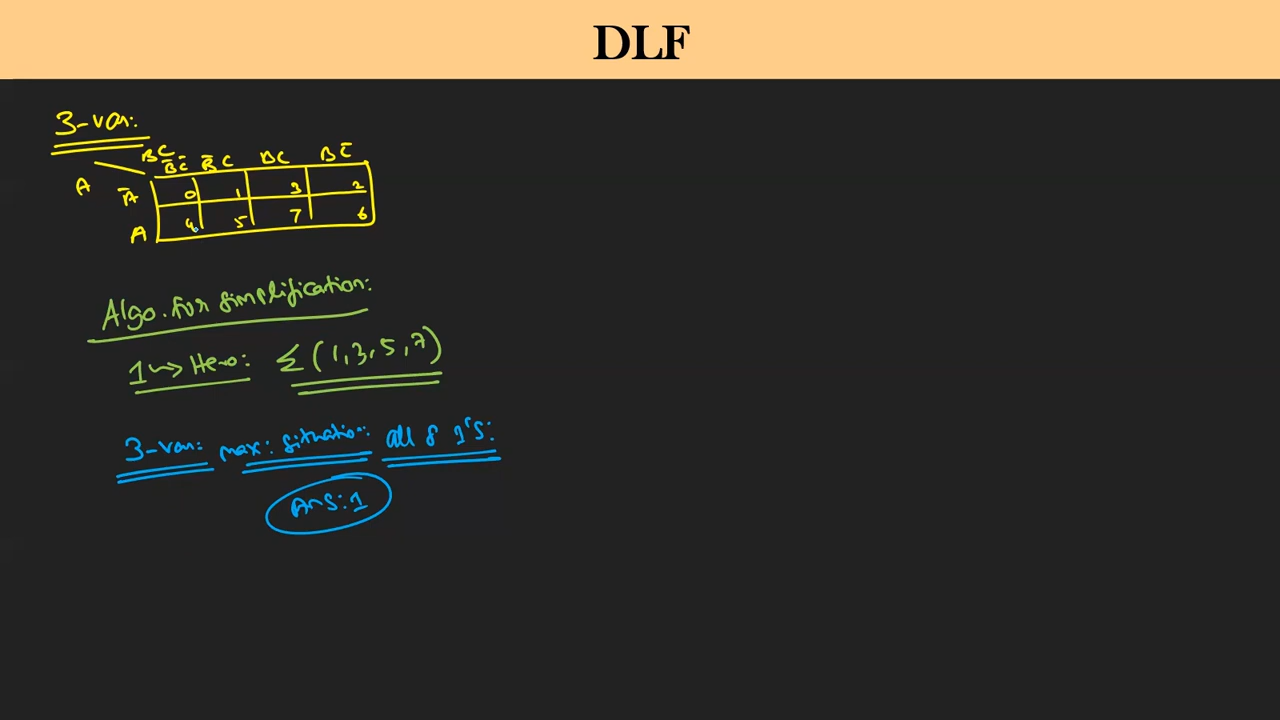 DLF
3-var:
BC
B̅C̅ B̅C BC BC̅
A
A̅ 0 1 3 2
A 4 5 7 6
Algo. for simplification:
1↝Hero: Σ(1,3,5,7)
3-var: max: situation: all 8 1's:
Ans:1